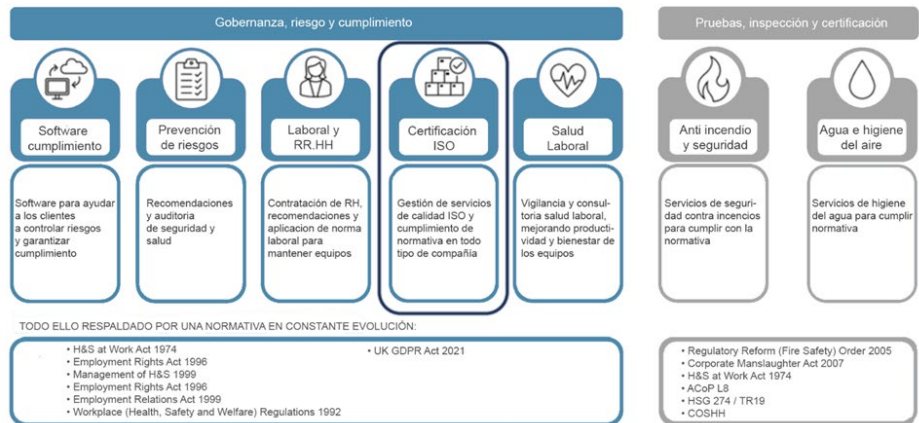 Gobernanza, riesgo y cumplimiento
Pruebas, inspección y certificación
Software
cumplimiento
Prevención
de riesgos
Laboral y
RR.HH
Certificación
ISO
Salud
Laboral
Anti incendio
y seguridad
Agua e higiene
del aire
Software para ayudar
a los clientes
a controlar riesgos
y garantizar
cumplimiento
Recomendaciones
y auditoria
de seguridad y
salud
Contratación de RH,
recomendaciones y
aplicacion de norma
laboral para
mantener equipos
Gestión de servicios
de calidad ISO y
cumplimiento de
normativa en todo
tipo de compañía
Vigilancia y consult-
oria salud laboral,
mejorando producti-
vidad y bienestar de
los equipos
Servicios de seguri-
dad contra incencios
para cumplir con la
normativa
Servicios de higiene
del agua para cumplir
normativa
TODO ELLO RESPALDADO POR UNA NORMATIVA EN CONSTANTE EVOLUCIÓN:
• H&S at Work Act 1974
• Employment Rights Act 1996
• Management of H&S 1999
• Employment Rights Act 1996
• Employment Relations Act 1999
• Workplace (Health, Safety and Welfare) Regulations 1992
• UK GDPR Act 2021
• Regulatory Reform (Fire Safety) Order 2005
• Corporate Manslaughter Act 2007
• H&S at Work Act 1974
• ACoP L8
• HSG 274 / TR19
• COSHH